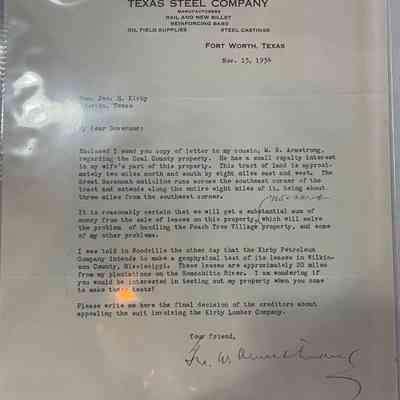 TEXAS STEEL COMPANY
MANUFACTURERS
RAIL AND NEW BILLET
REINFORCING BARS
OIL FIELD SUPPLIES STEEL CASTINGS
FORT WORTH, TEXAS
Nov. 13, 1934
Jno. H. Kirby
Texas
My dear Governor:
Enclosed I send you copy of letter to my cousin, M. R. Armstrong,
regarding the Coal County property. He has a small royalty interest
in my wife's part of this property. This tract of land is approxi-
mately two miles north and south by eight miles east and west. The
Great Savannah anticline runs across the southeast corner of the
tract and extends along the entire eight miles of it, being about
three miles from the southwest corner.
It is reasonably certain that we will get a substantial sum of
money from the sale of leases on this property, which will solve
the problem of handling the Peach Tree Village property, and some
of my other problems.
I was told in Woodville the other day that the Kirby Petroleum
Company intends to make a geophysical test of its leases in Wilkin-
son County, Mississippi. These leases are approximately 20 miles
from my plantations on the Homochitto River. I am wondering if
you would be interested in testing out my property when you come
to make these tests?
Please write me here the final decision of the creditors about
appealing the suit involving the Kirby Lumber Company.
Your friend,
Geo. W. Armstrong